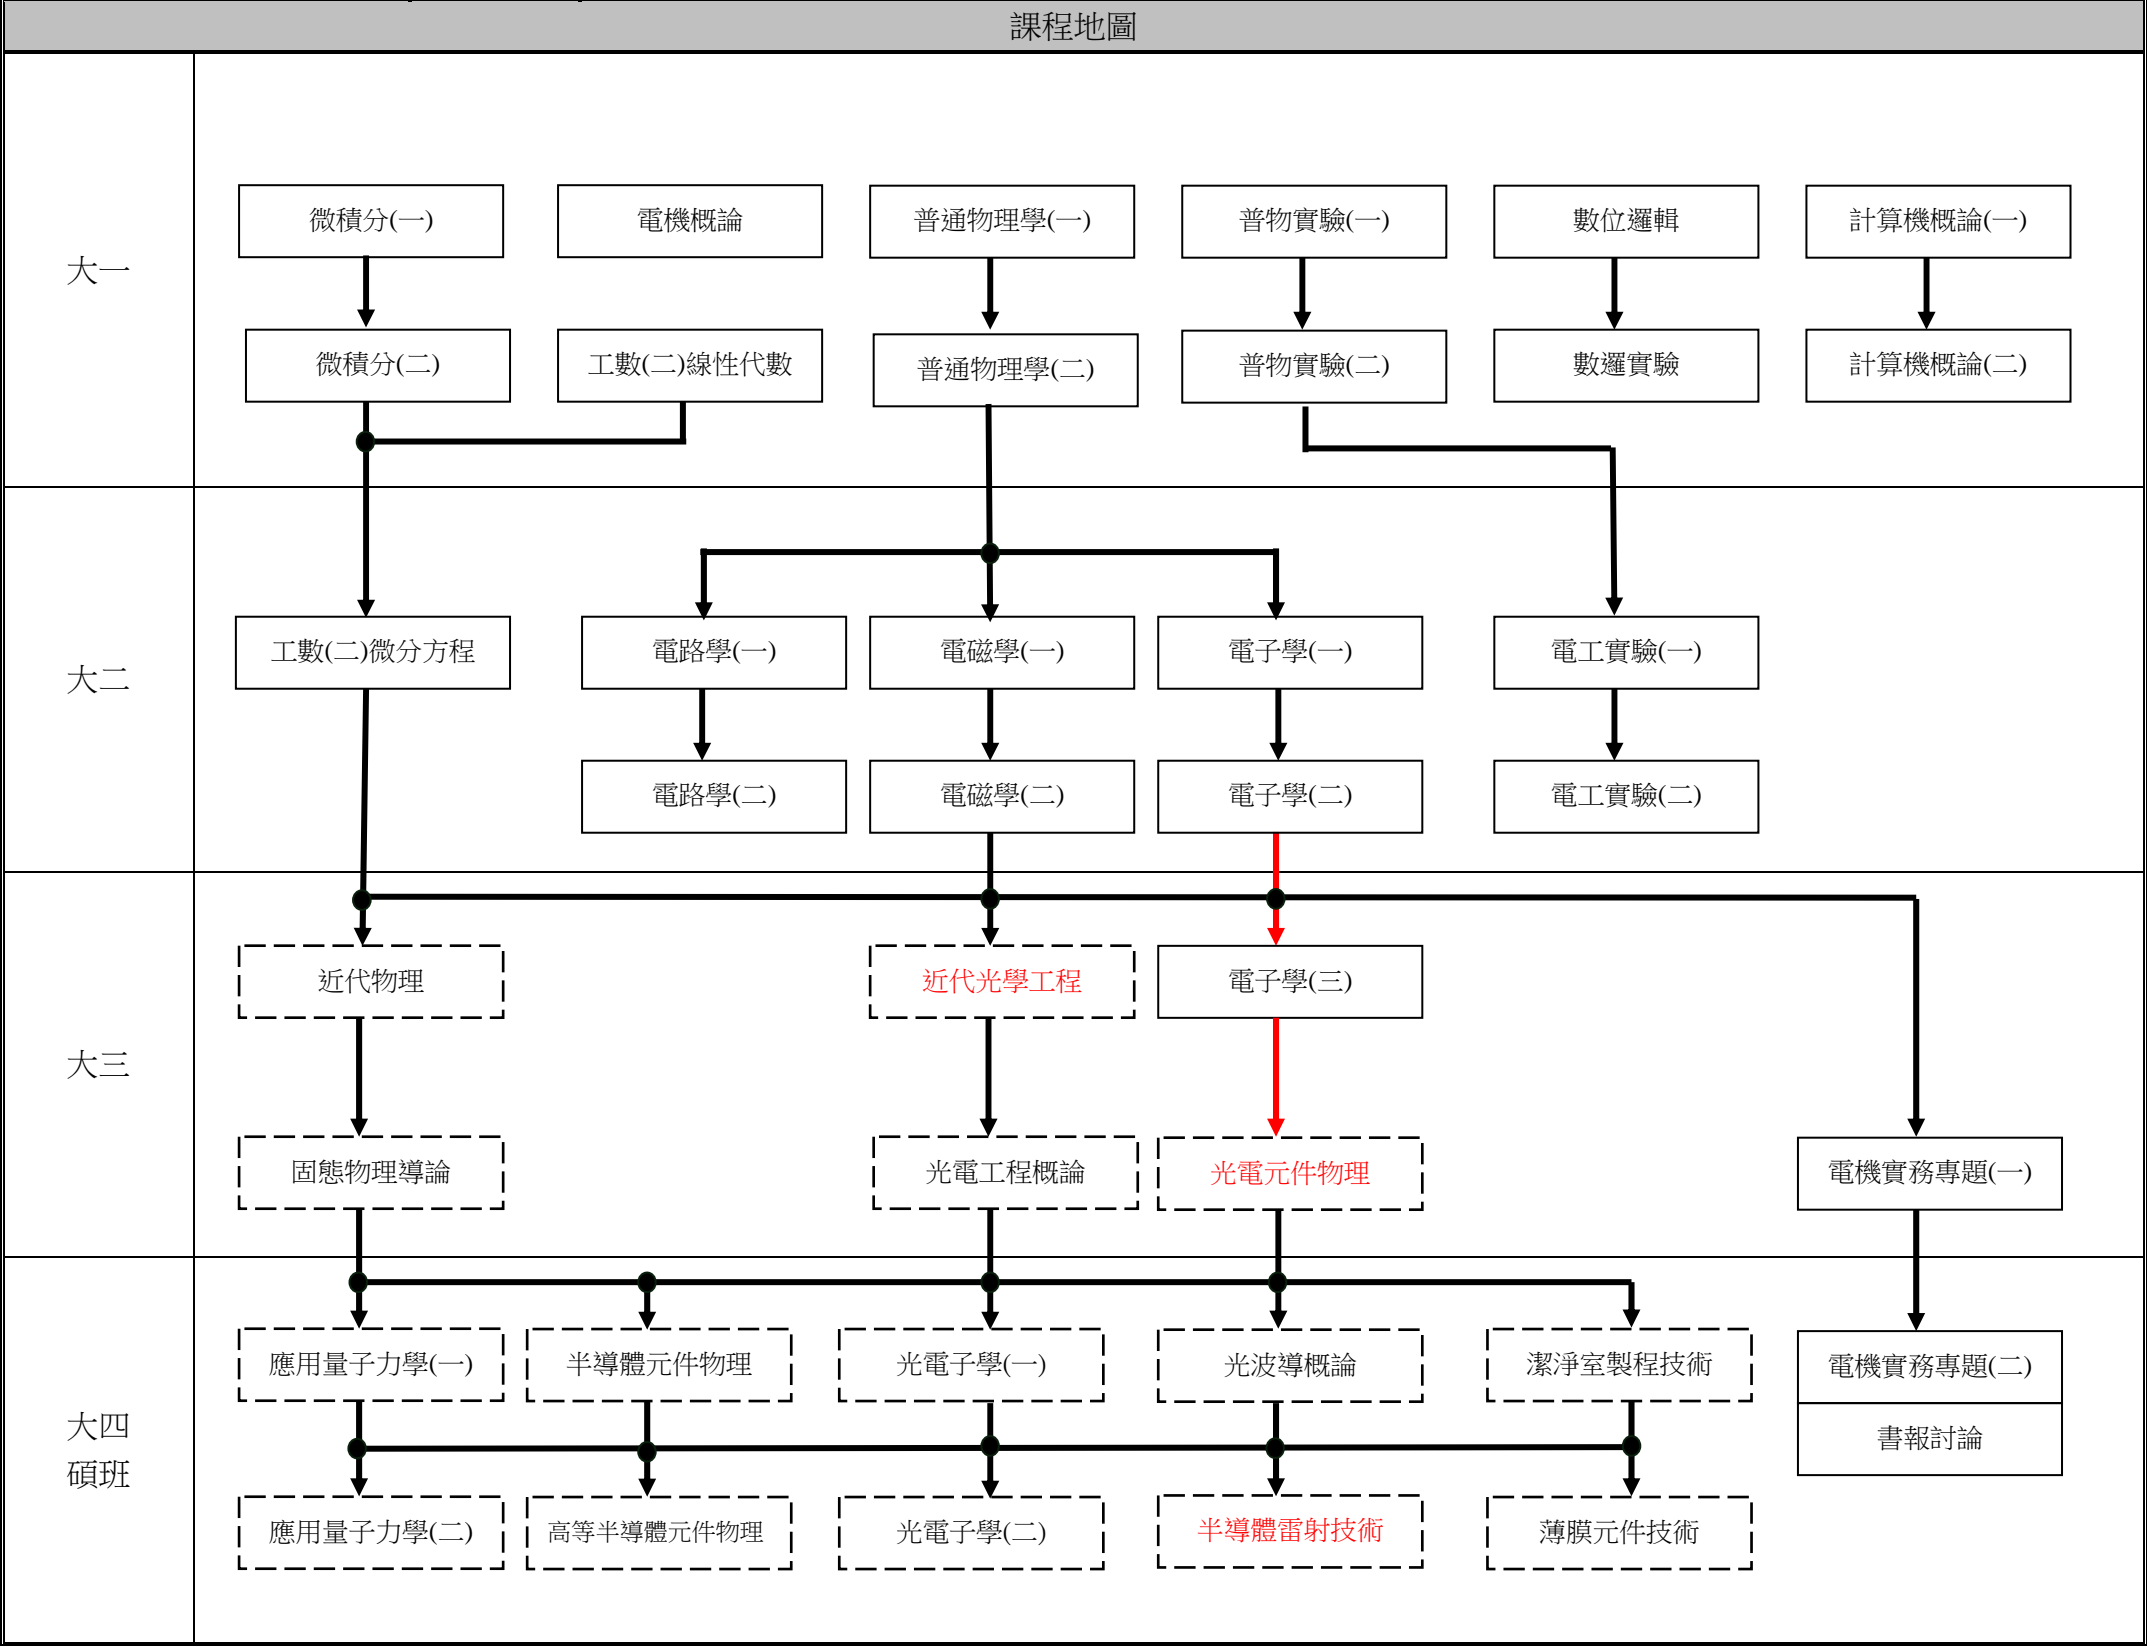 課程地圖
大一
微積分(一)
電機概論
普通物理學(一)
普物實驗(一)
數位邏輯
計算機概論(一)
微積分(二)
工數(二)線性代數
普通物理學(二)
普物實驗(二)
數邏實驗
計算機概論(二)
大二
工數(二)微分方程
電路學(一)
電磁學(一)
電子學(一)
電工實驗(一)
電路學(二)
電磁學(二)
電子學(二)
電工實驗(二)
大三
近代物理
近代光學工程
電子學(三)
固態物理導論
光電工程概論
光電元件物理
電機實務專題(一)
大四
碩班
應用量子力學(一)
半導體元件物理
光電子學(一)
光波導概論
潔淨室製程技術
電機實務專題(二)
書報討論
應用量子力學(二)
高等半導體元件物理
光電子學(二)
半導體雷射技術
薄膜元件技術